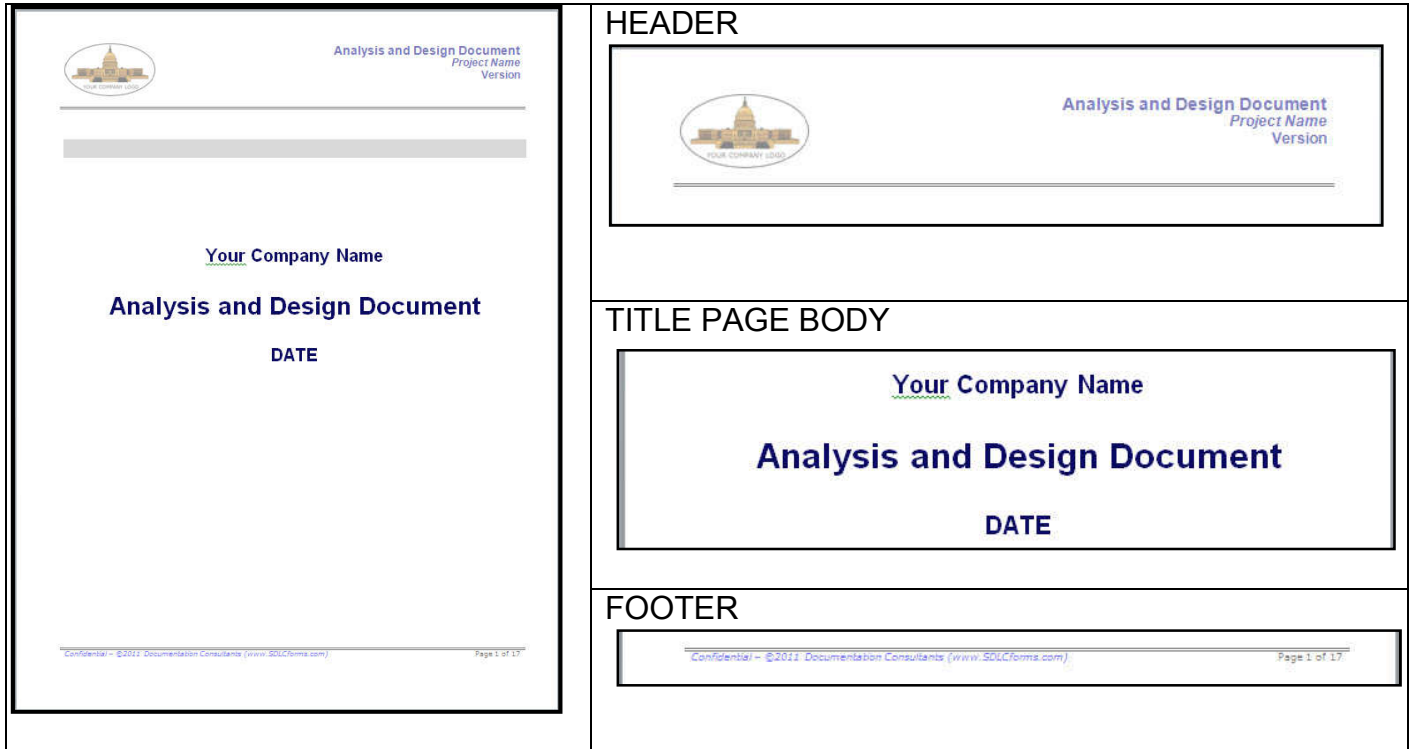 YOUR COMPANY LOGO
Analysis and Design Document
Project Name
Version
Your Company Name
Analysis and Design Document
DATE
Confidential – ©2011 Documentation Consultants (www.SDLCforms.com)
Page 1 of 17
HEADER
YOUR COMPANY LOGO
Analysis and Design Document
Project Name
Version
TITLE PAGE BODY
Your Company Name
Analysis and Design Document
DATE
FOOTER
Confidential – ©2011 Documentation Consultants (www.SDLCforms.com)
Page 1 of 17